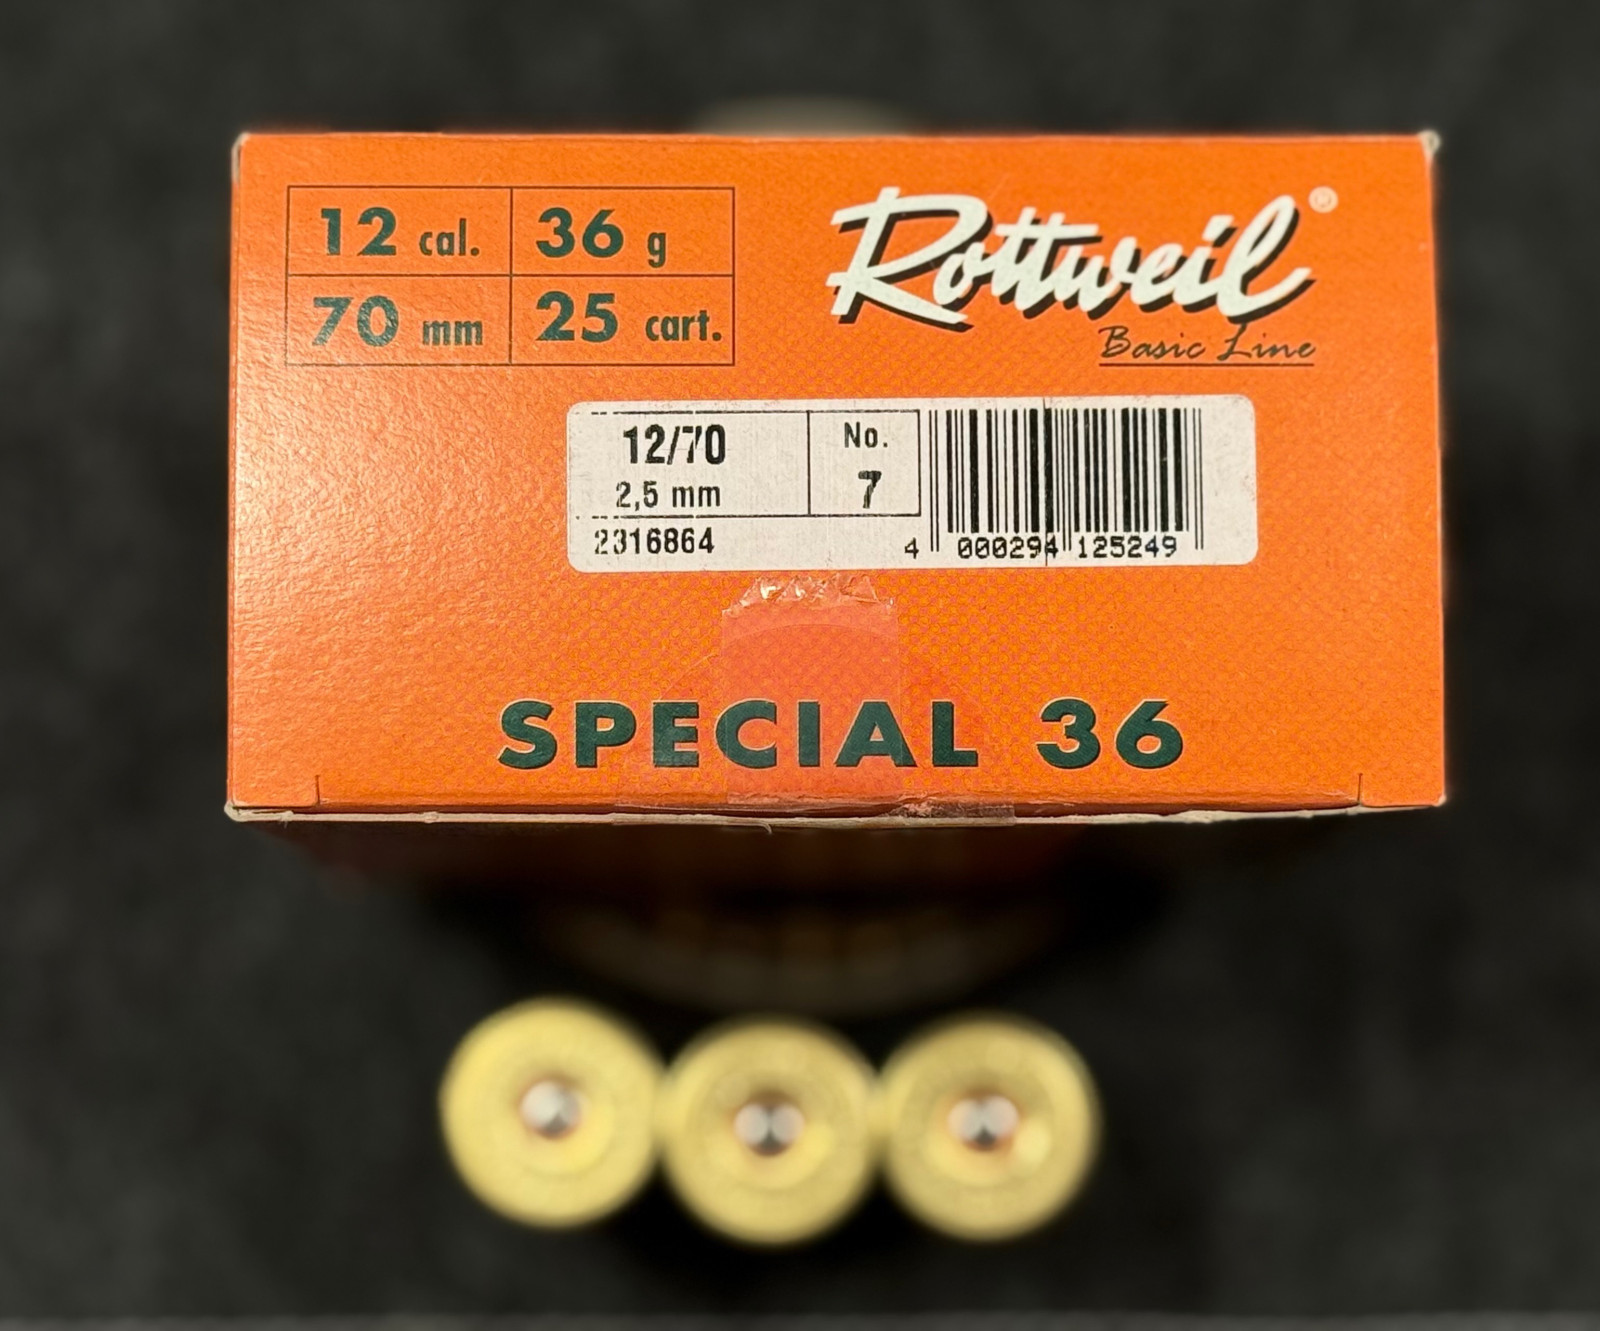 12 cal. 36 g
70 mm 25 cart.
Rottweil®
Basic Line
12/70 No.
2,5 mm 7
2316864 4 000294 125249
SPECIAL 36